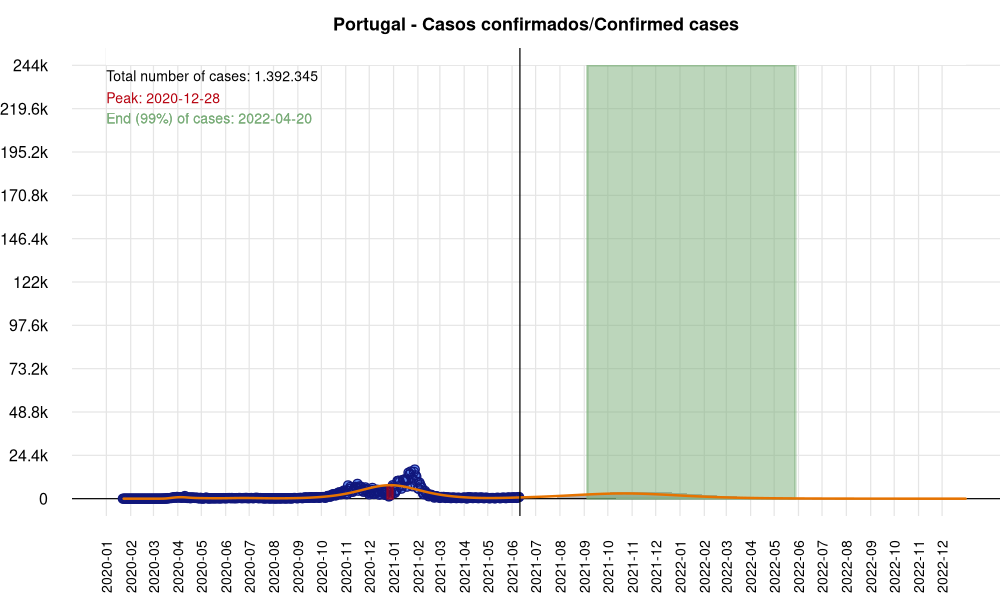 Portugal - Casos confirmados/Confirmed cases
244k
Total number of cases: 1.392.345
Peak: 2020-12-28
219.6k
End (99%) of cases: 2022-04-20
195.2k
170.8k
146.4k
122k
97.6k
73.2k
48.8k
24.4k
0
2020-01
2020-02
2020-03
2020-04
2020-05
2020-06
2020-07
2020-08
2020-09
2020-10
2020-11
2020-12
2021-01
2021-03
2021-04
2021-05
2021-06
2021-07
2021-08
2021-09
2021-10
2021-11
2021-12
2022-01
2022-02
2022-03
2022-04
2022-05
2022-06
2022-07
2022-08
2022-09
2022-10
2022-11
2022-12